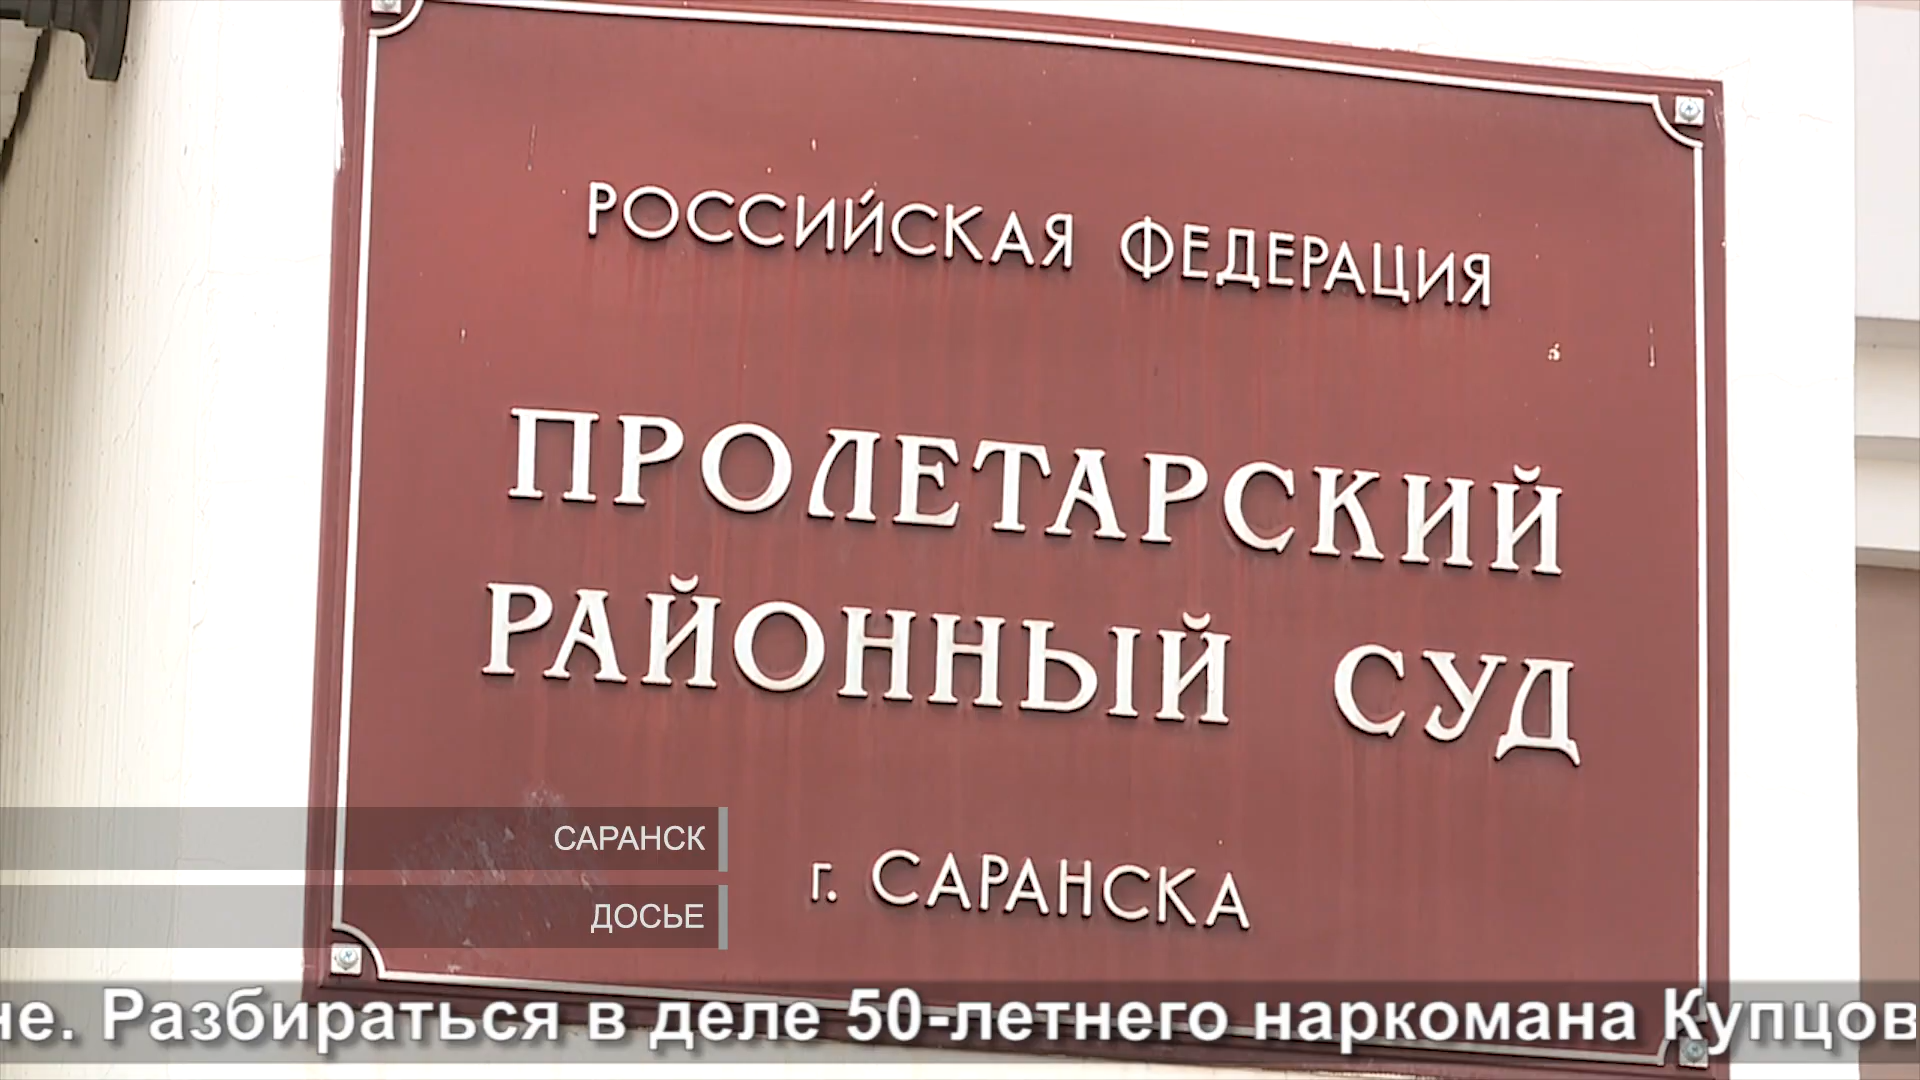 РОССИЙСКАЯ ФЕДЕРАЦИЯ
ПРОЛЕТАРСКИЙ
РАЙОННЫЙ СУД
г. САРАНСКА
САРАНСК
ДОСЬЕ
не. Разбираться в деле 50-летнего наркомана Купцов